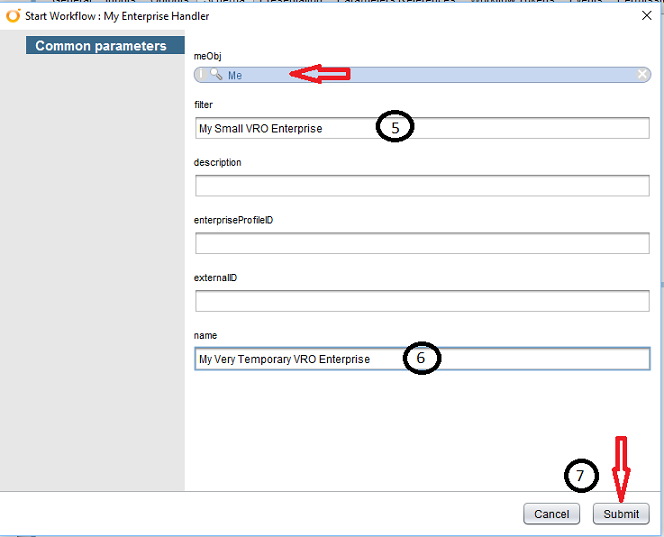 Start Workflow : My Enterprise Handler
Common parameters
meObj
Me
filter
My Small VRO Enterprise
5
description
enterpriseProfileID
externalID
name
My Very Temporary VRO Enterprise
6
7
Cancel
Submit